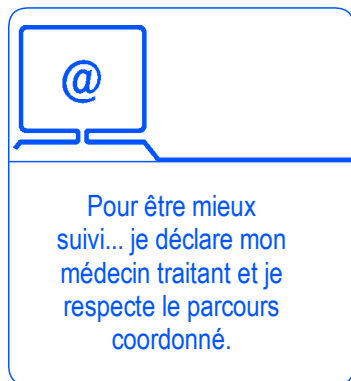 @
Pour être mieux
suivi... je déclare mon
médecin traitant et je
respecte le parcours
coordonné.